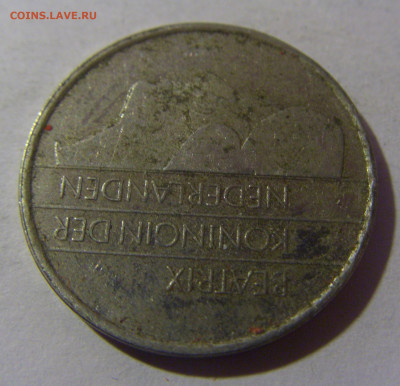 COINS.LAVE.RU
BEATRIX
KONINGIN DER
NEDERLANDEN